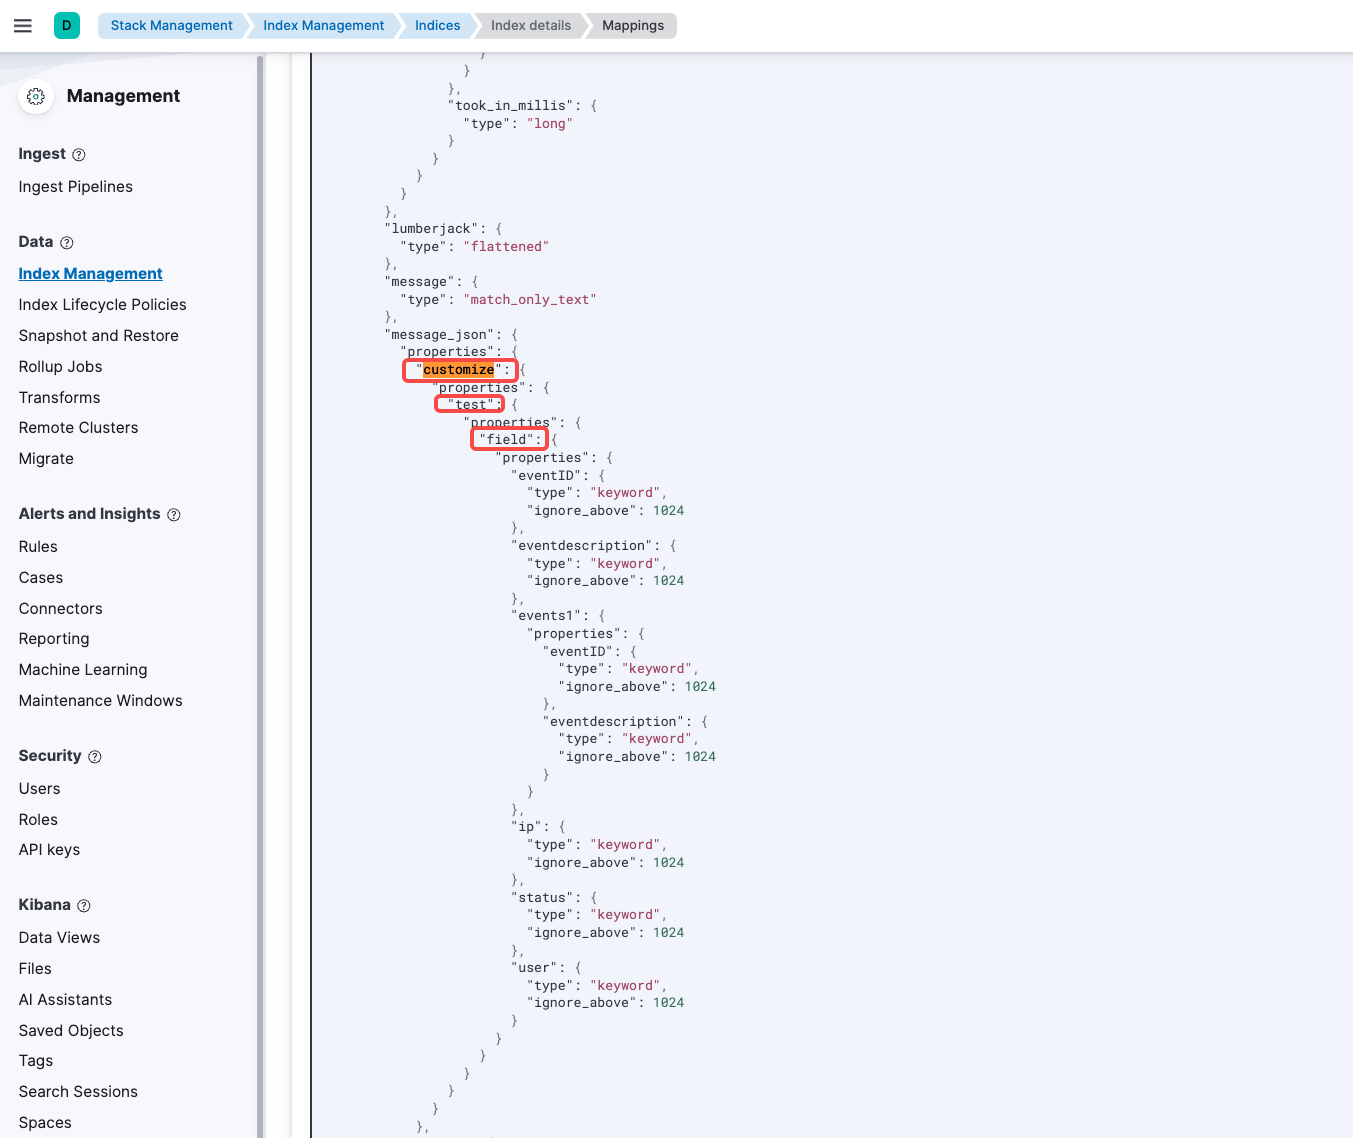 D
Stack Management
Index Management
Indices
Index details
Mappings
Management
Ingest
Ingest Pipelines
Data
Index Management
Index Lifecycle Policies
Snapshot and Restore
Rollup Jobs
Transforms
Remote Clusters
Migrate
Alerts and Insights
Rules
Cases
Connectors
Reporting
Machine Learning
Maintenance Windows
Security
Users
Roles
API keys
Kibana
Data Views
Files
AI Assistants
Saved Objects
Tags
Search Sessions
Spaces
}
}
},
"took_in_millis": {
"type": "long"
}
}
}
}
},
"lumberjack": {
"type": "flattened"
},
"message": {
"type": "match_only_text"
},
"message_json": {
"properties": {
"customize": {
"properties": {
"test": {
"properties": {
"field": {
"properties": {
"eventID": {
"type": "keyword",
"ignore_above": 1024
},
"eventdescription": {
"type": "keyword",
"ignore_above": 1024
},
"events1": {
"properties": {
"eventID": {
"type": "keyword",
"ignore_above": 1024
},
"eventdescription": {
"type": "keyword",
"ignore_above": 1024
}
}
},
"ip": {
"type": "keyword",
"ignore_above": 1024
},
"status": {
"type": "keyword",
"ignore_above": 1024
},
"user": {
"type": "keyword",
"ignore_above": 1024
}
}
}
}
}
}
},